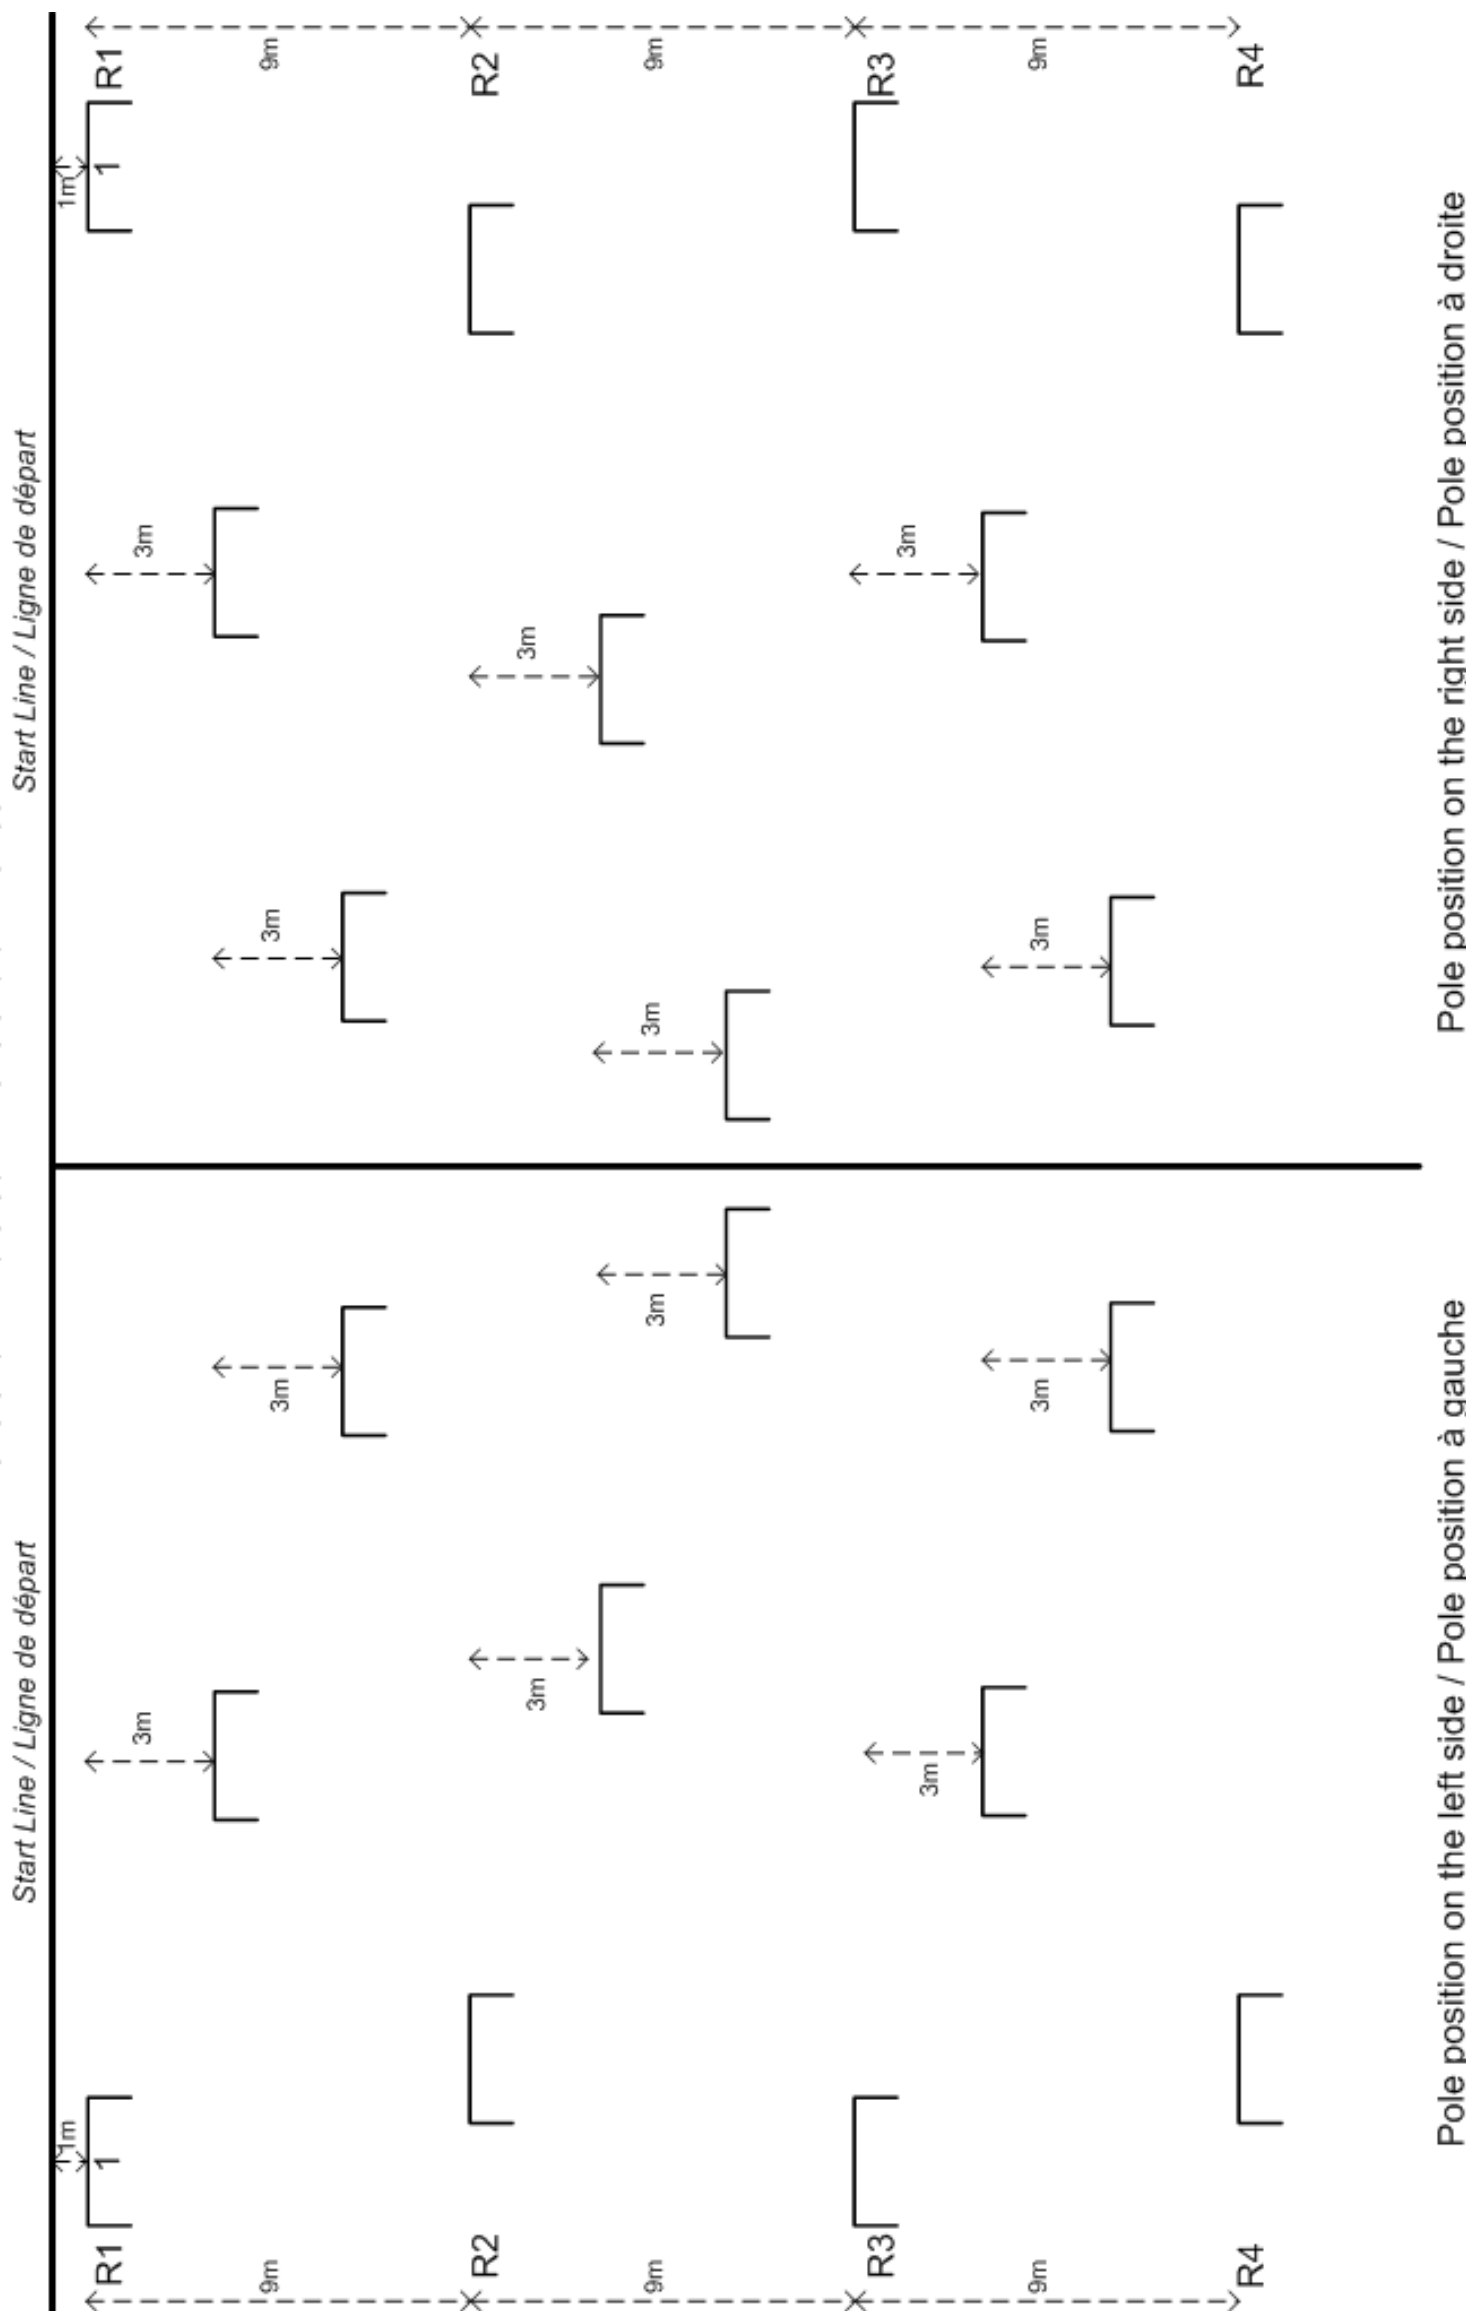 Start Line / Ligne de départ
Start Line / Ligne de départ
1m
1m
R1
1
1
R1
3m
3m
9m
3m
3m
9m
R2
R2
3m
3m
9m
3m
3m
9m
R3
R3
3m
3m
9m
3m
3m
9m
R4
R4
Pole position on the left side / Pole position à gauche
Pole position on the right side / Pole position à droite